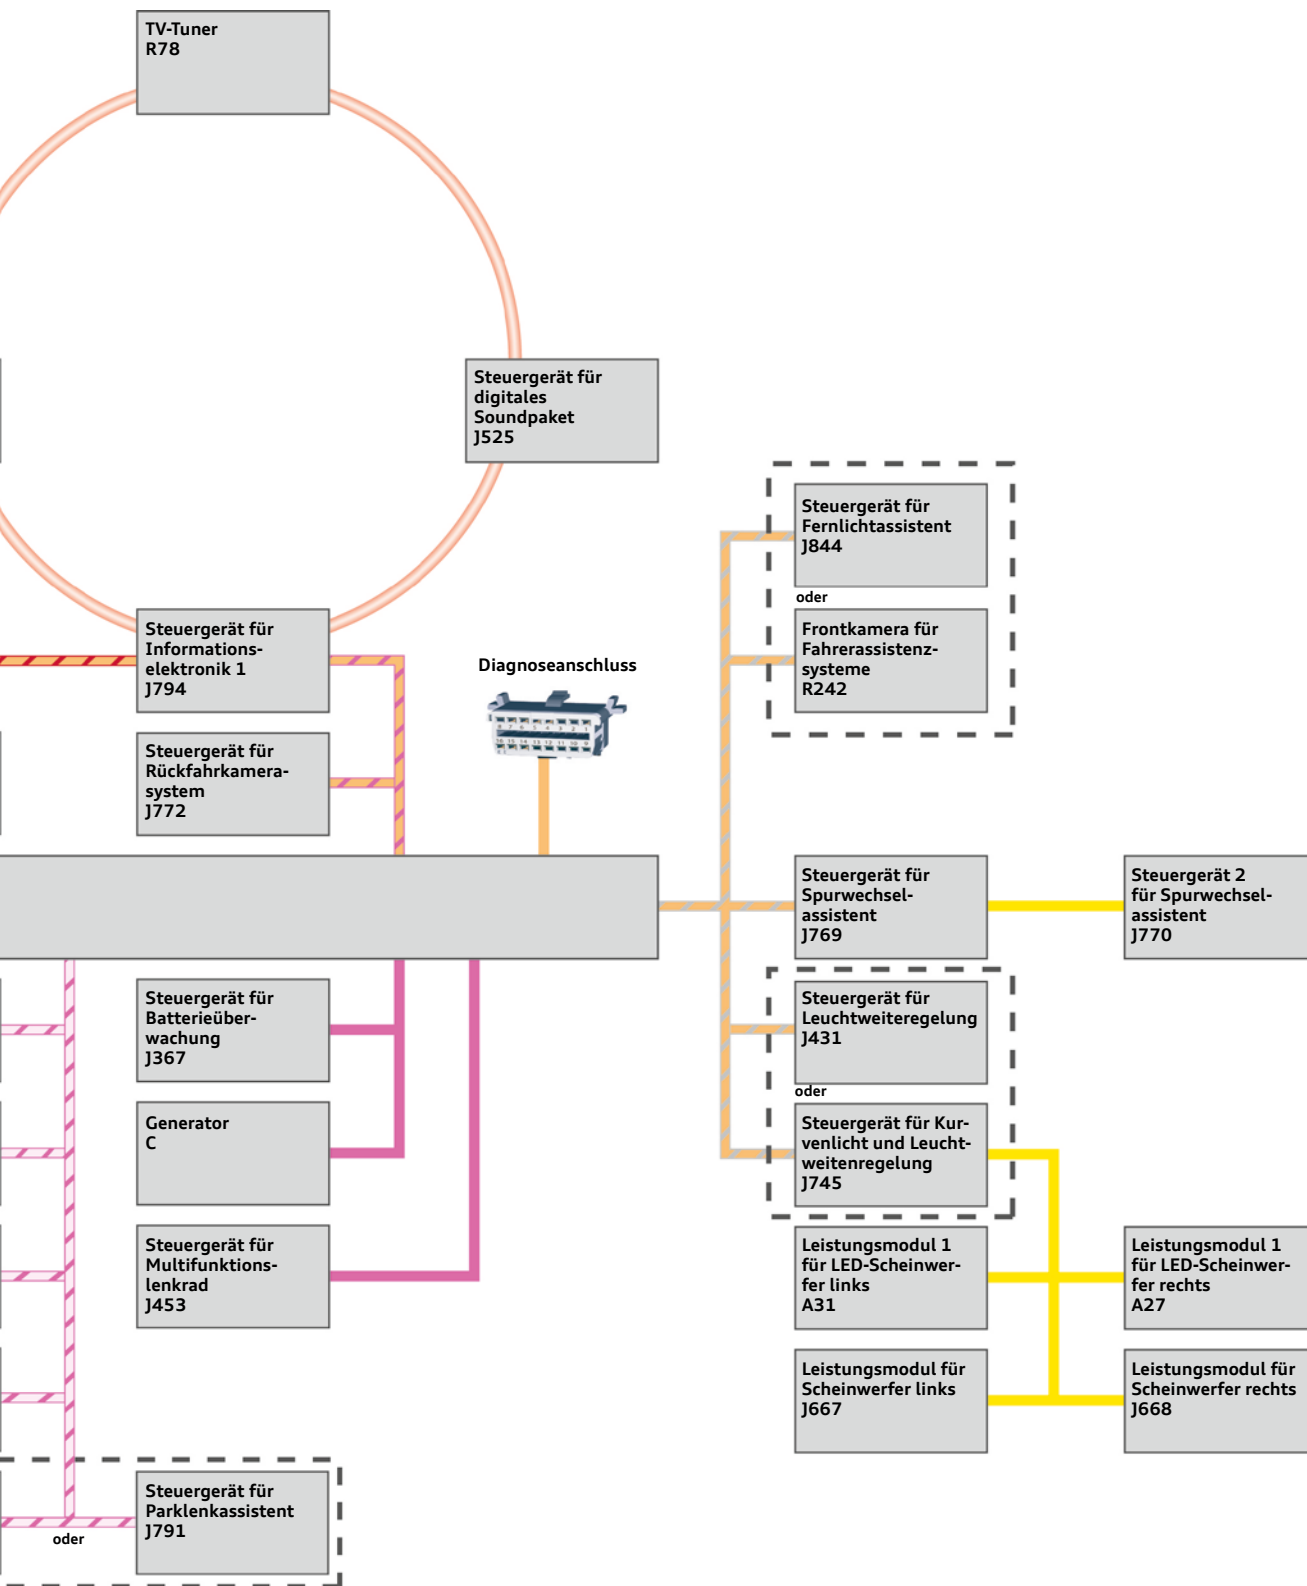 TV-Tuner
R78
Steuergerät für
digitales
Soundpaket
J525
Steuergerät für
Fernlichtassistent
J844
oder
Frontkamera für
Fahrerassistenz-
systeme
R242
Steuergerät für
Informations-
elektronik 1
J794
Diagnoseanschluss
Steuergerät für
Rückfahrkamera-
system
J772
Steuergerät für
Spurwechsel-
assistent
J769
Steuergerät 2
für Spurwechsel-
assistent
J770
Steuergerät für
Batterieüber-
wachung
J367
Steuergerät für
Leuchtweiteregelung
J431
oder
Generator
C
Steuergerät für Kur-
venlicht und Leucht-
weitenregelung
J745
Steuergerät für
Multifunktions-
lenkrad
J453
Leistungsmodul 1
für LED-Scheinwer-
fer links
A31
Leistungsmodul 1
für LED-Scheinwer-
fer rechts
A27
Leistungsmodul für
Scheinwerfer links
J667
Leistungsmodul für
Scheinwerfer rechts
J668
Steuergerät für
Parklenkassistent
J791
oder